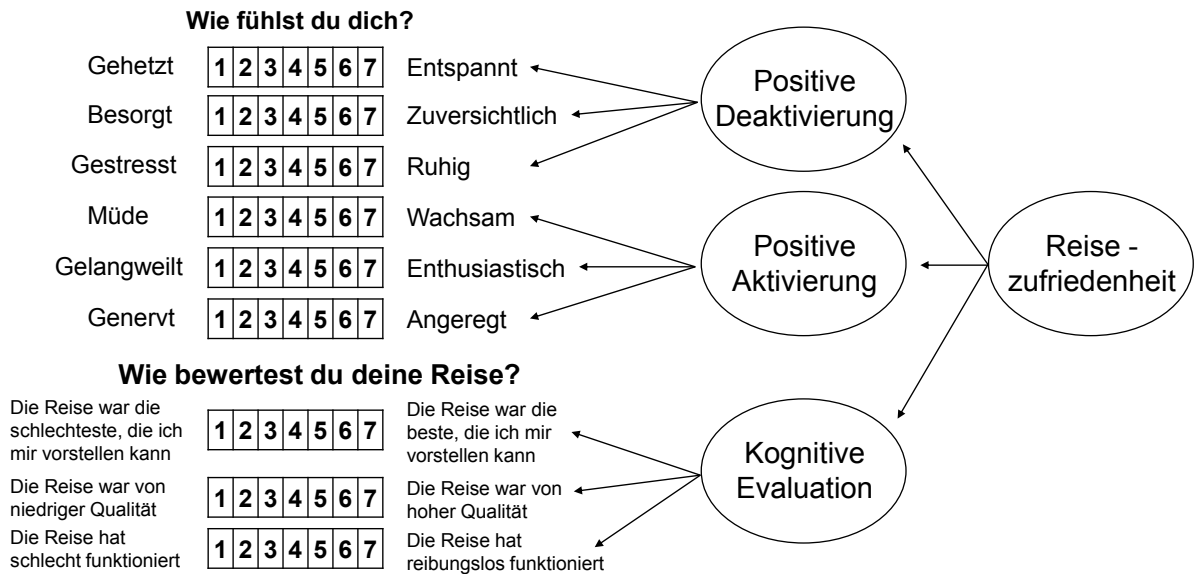 Wie fühlst du dich?
Gehetzt 1 2 3 4 5 6 7 Entspannt
Besorgt 1 2 3 4 5 6 7 Zuversichtlich
Gestresst 1 2 3 4 5 6 7 Ruhig
Müde 1 2 3 4 5 6 7 Wachsam
Gelangweilt 1 2 3 4 5 6 7 Enthusiastisch
Genervt 1 2 3 4 5 6 7 Angeregt
Wie bewertest du deine Reise?
Die Reise war die
schlechteste, die ich
mir vorstellen kann
1 2 3 4 5 6 7
Die Reise war die
beste, die ich mir
vorstellen kann
Die Reise war von
niedriger Qualität
1 2 3 4 5 6 7
Die Reise war von
hoher Qualität
Die Reise hat
schlecht funktioniert
1 2 3 4 5 6 7
Die Reise hat
reibungslos funktioniert
Positive
Deaktivierung
Positive
Aktivierung
Kognitive
Evaluation
Reise -
zufriedenheit